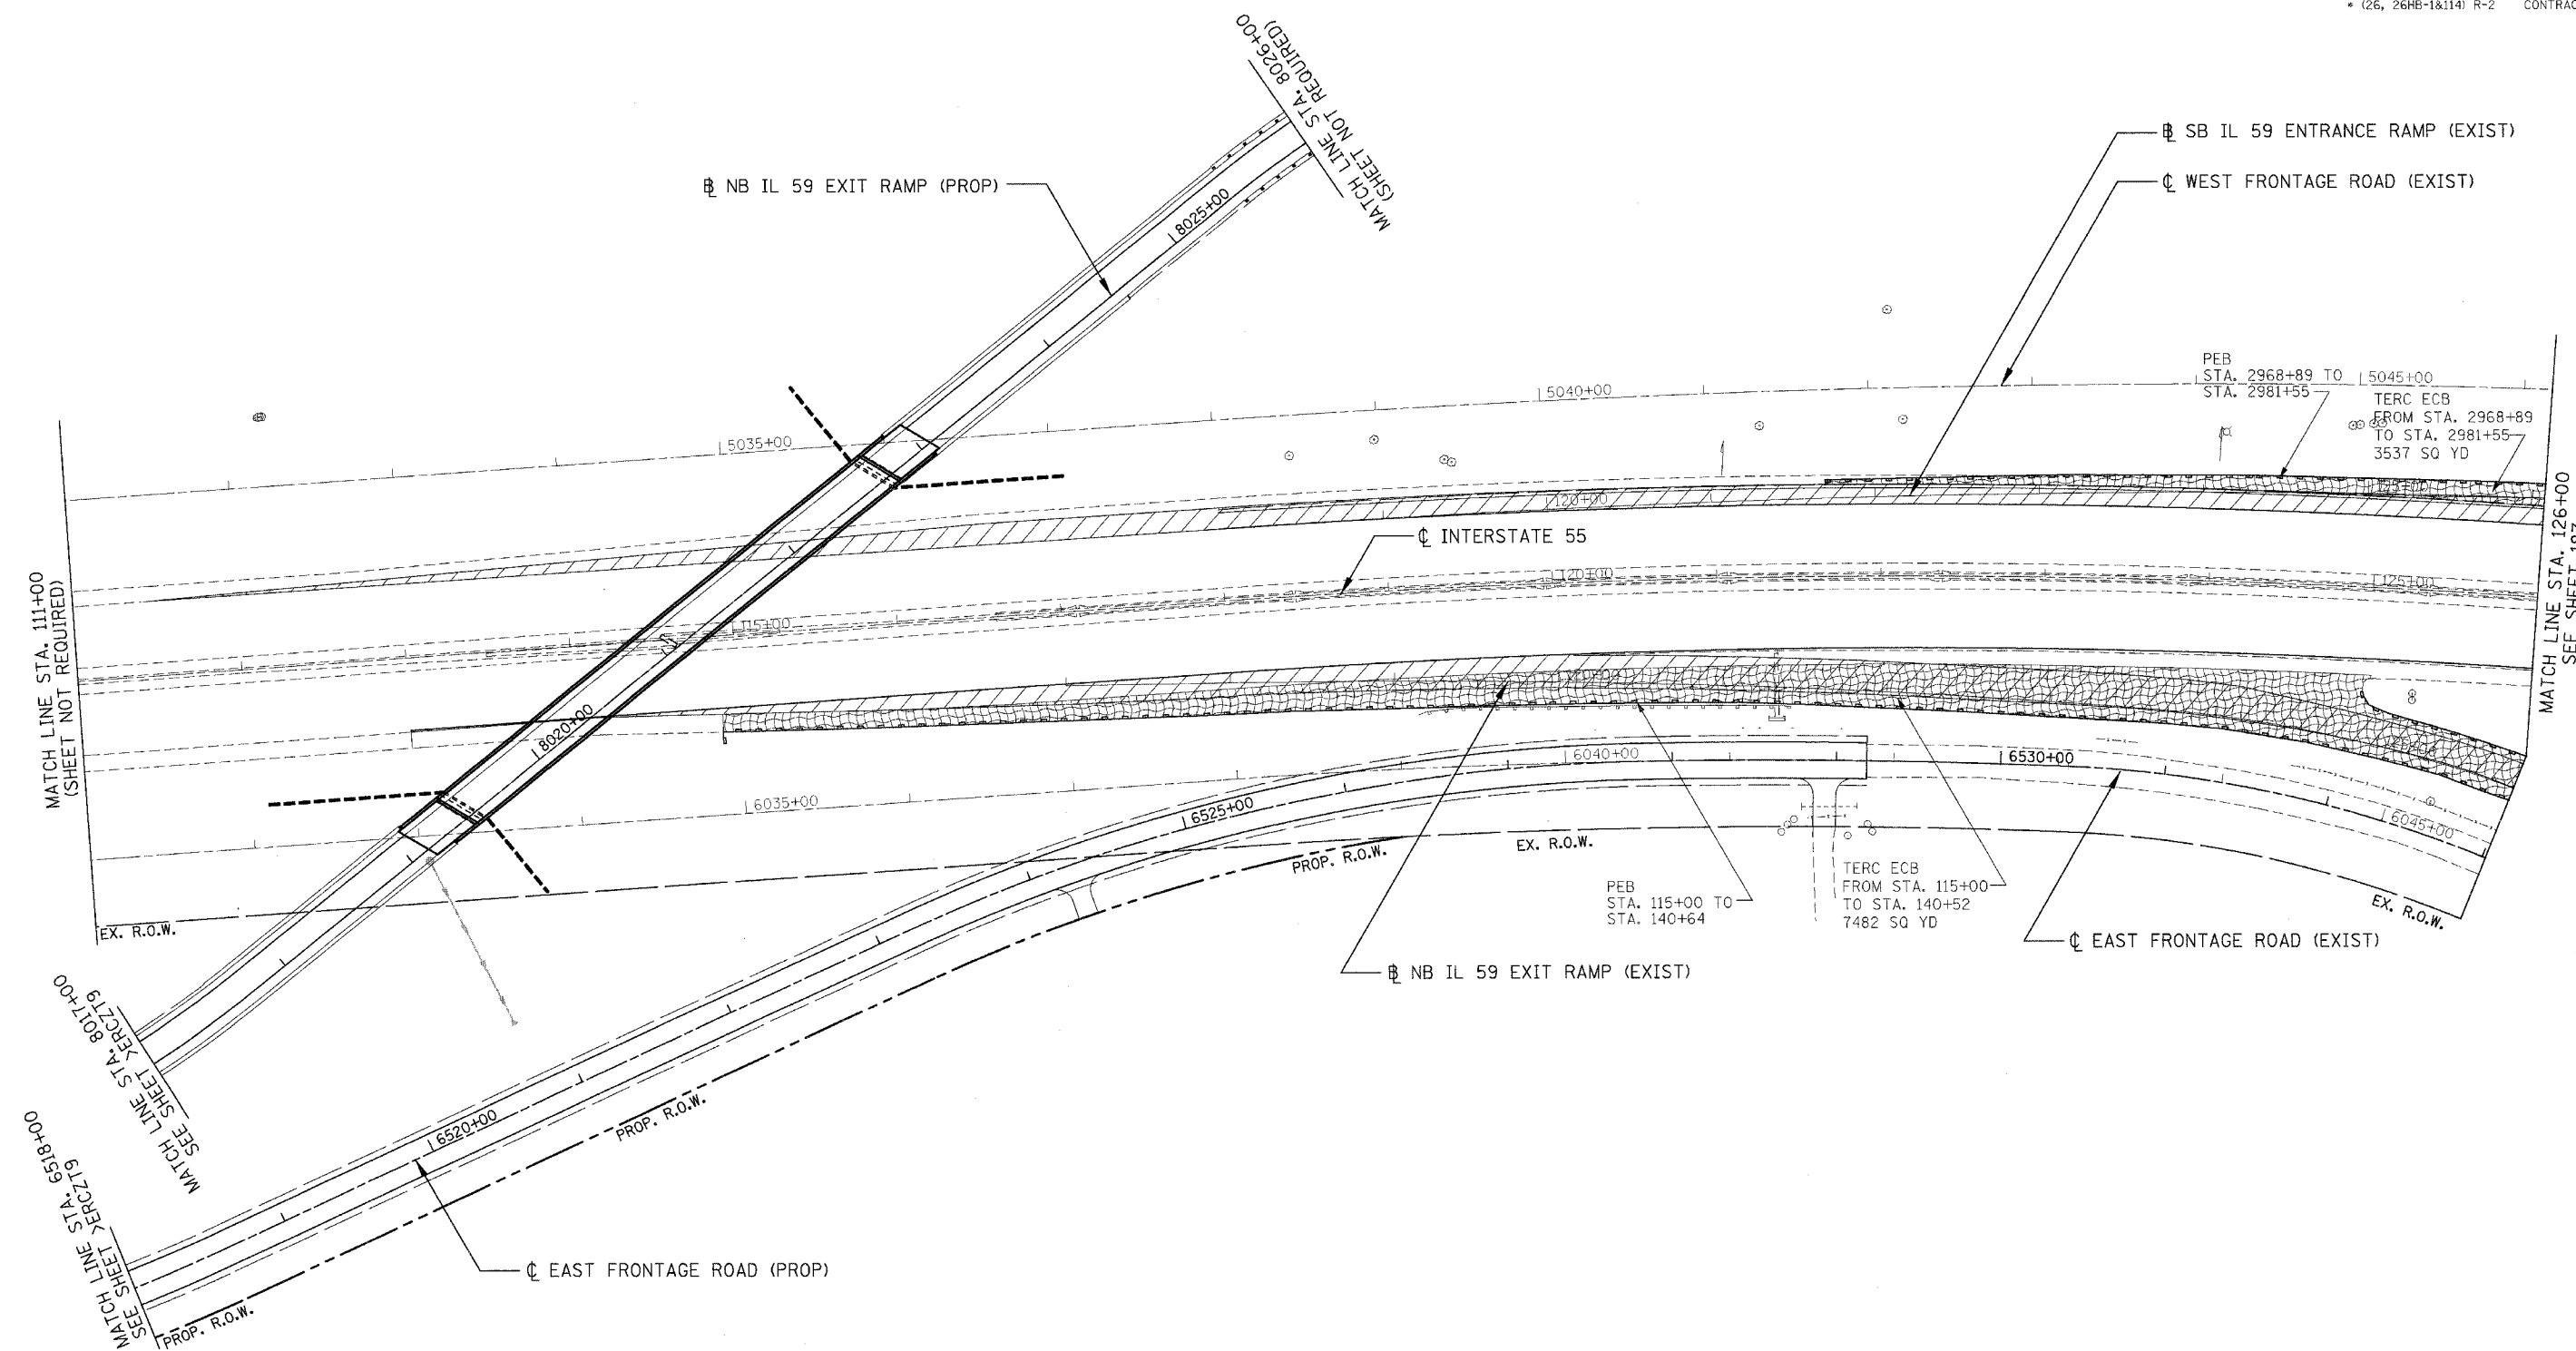 * (26, 26HB-1&114) R-2 CONTRAC
MATCH LINE STA. 8026+00
(SHEET NOT REQUIRED)
℄ SB IL 59 ENTRANCE RAMP (EXIST)
℄ WEST FRONTAGE ROAD (EXIST)
℄ NB IL 59 EXIT RAMP (PROP)
8025+00
PEB
STA. 2968+89 TO
STA. 2981+55
5045+00
5040+00
TERC ECB
FROM STA. 2968+89
TO STA. 2981+55
3537 SQ YD
5035+00
120+00
℄ INTERSTATE 55
120+00
125+00
115+00
MATCH LINE STA. 111+00
(SHEET NOT REQUIRED)
MATCH LINE STA. 126+00
SEE SHEET
8020+00
6040+00
6530+00
6035+00
6525+00
6045+00
EX. R.O.W.
PROP. R.O.W.
PEB
STA. 115+00 TO
STA. 140+64
TERC ECB
FROM STA. 115+00
TO STA. 140+52
7482 SQ YD
EX. R.O.W.
EX. R.O.W.
℄ EAST FRONTAGE ROAD (EXIST)
℄ NB IL 59 EXIT RAMP (EXIST)
MATCH LINE STA. 8017+00
SEE SHEET >ERCZT9
6520+00
PROP. R.O.W.
MATCH LINE STA. 6518+00
SEE SHEET >ERCZT9
℄ EAST FRONTAGE ROAD (PROP)
PROP. R.O.W.